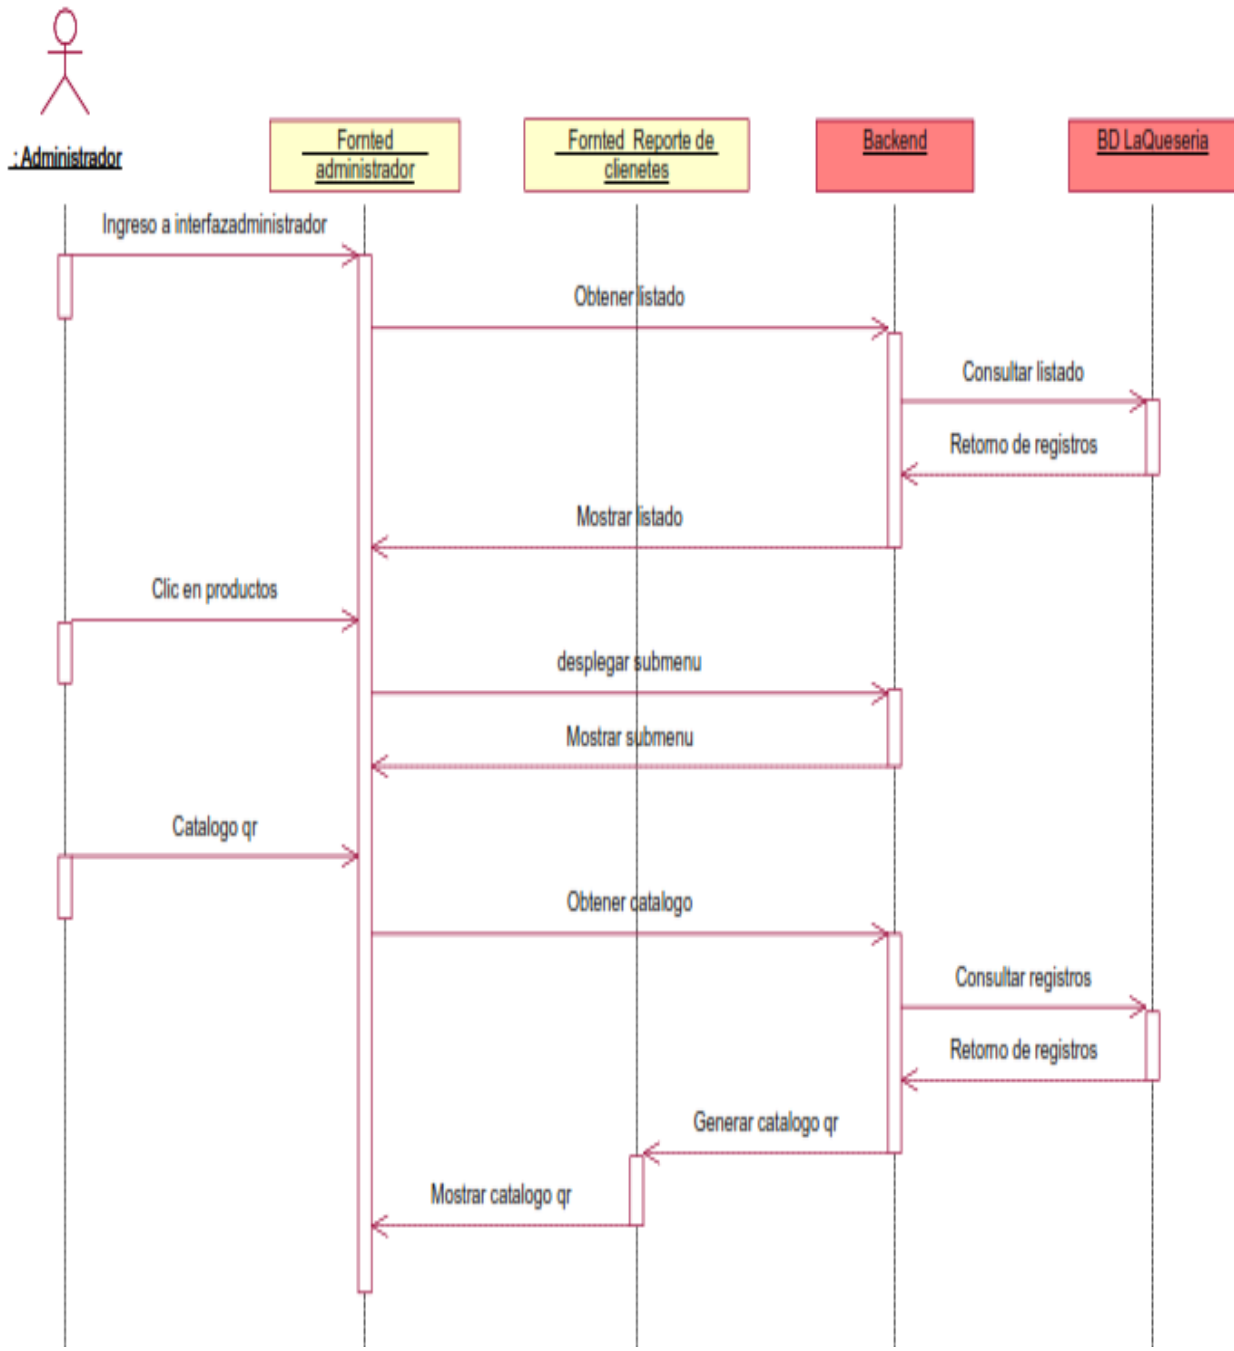 : Administrador
Fornted
administrador
Fornted Reporte de
clienetes
Backend
BD LaQueseria
Ingreso a interfazadministrador
Obtener listado
Consultar listado
Retorno de registros
Mostrar listado
Clic en productos
desplegar submenu
Mostrar submenu
Catalogo qr
Obtener catalogo
Consultar registros
Retorno de registros
Generar catalogo qr
Mostrar catalogo qr